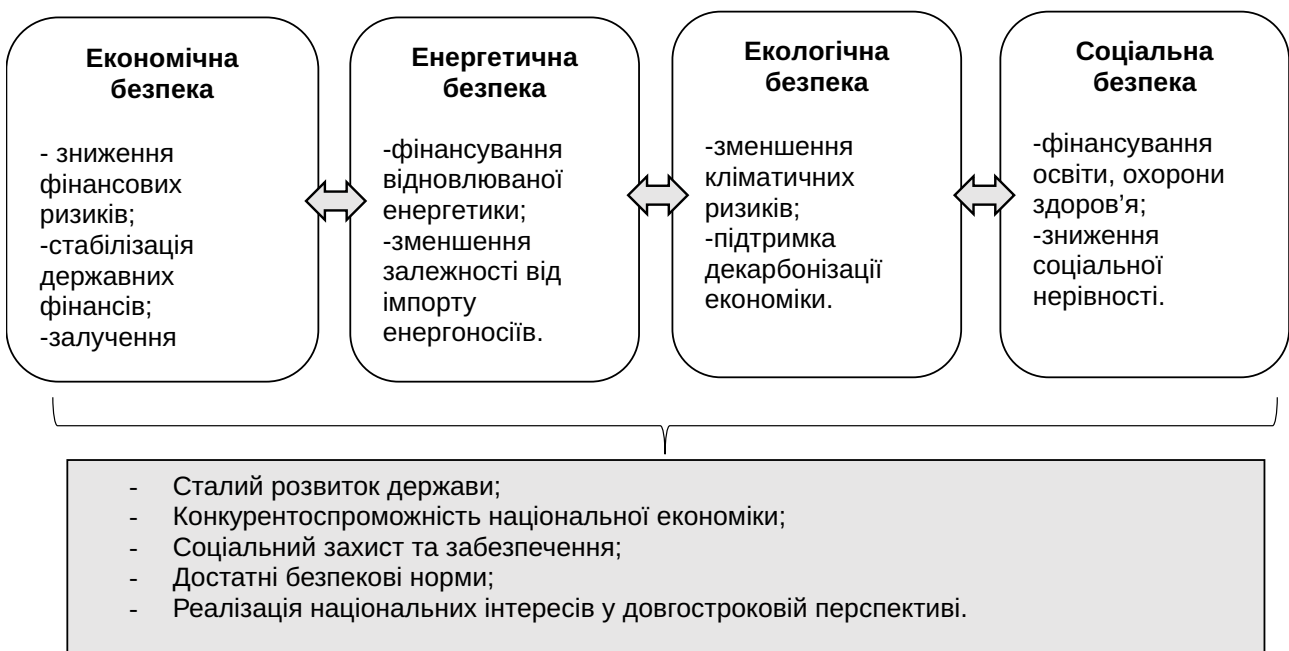 Економічна
безпека
- зниження
фінансових
ризиків;
-стабілізація
державних
фінансів;
-залучення
Енергетична
безпека
-фінансування
відновлюваної
енергетики;
-зменшення
залежності від
імпорту
енергоносіїв.
Екологічна
безпека
-зменшення
кліматичних
ризиків;
-підтримка
декарбонізації
економіки.
Соціальна
безпека
-фінансування
освіти, охорони
здоров’я;
-зниження
соціальної
нерівності.
- Сталий розвиток держави;
- Конкурентоспроможність національної економіки;
- Соціальний захист та забезпечення;
- Достатні безпекові норми;
- Реалізація національних інтересів у довгостроковій перспективі.